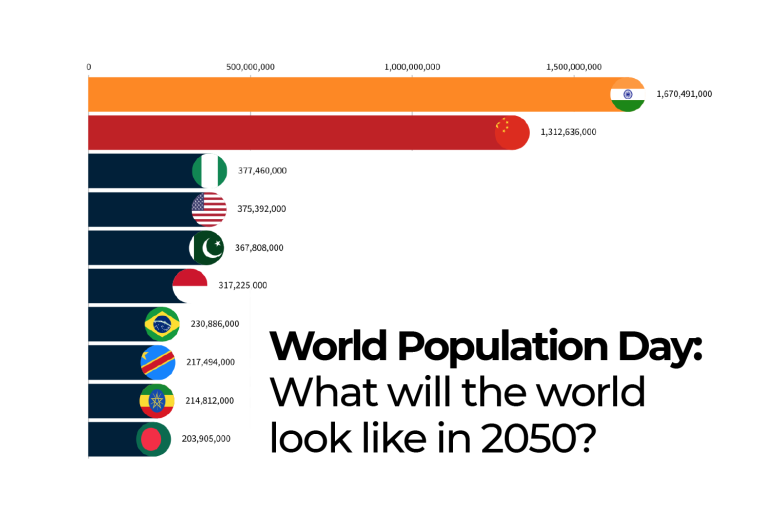 0 500,000,000 1,000,000,000 1,500,000,000
1,670,491,000
1,312,636,000
377,460,000
375,392,000
367,808,000
317,225 000
230,886,000
217,494,000
214,812,000
203,905,000
World Population Day:
What will the world
look like in 2050?